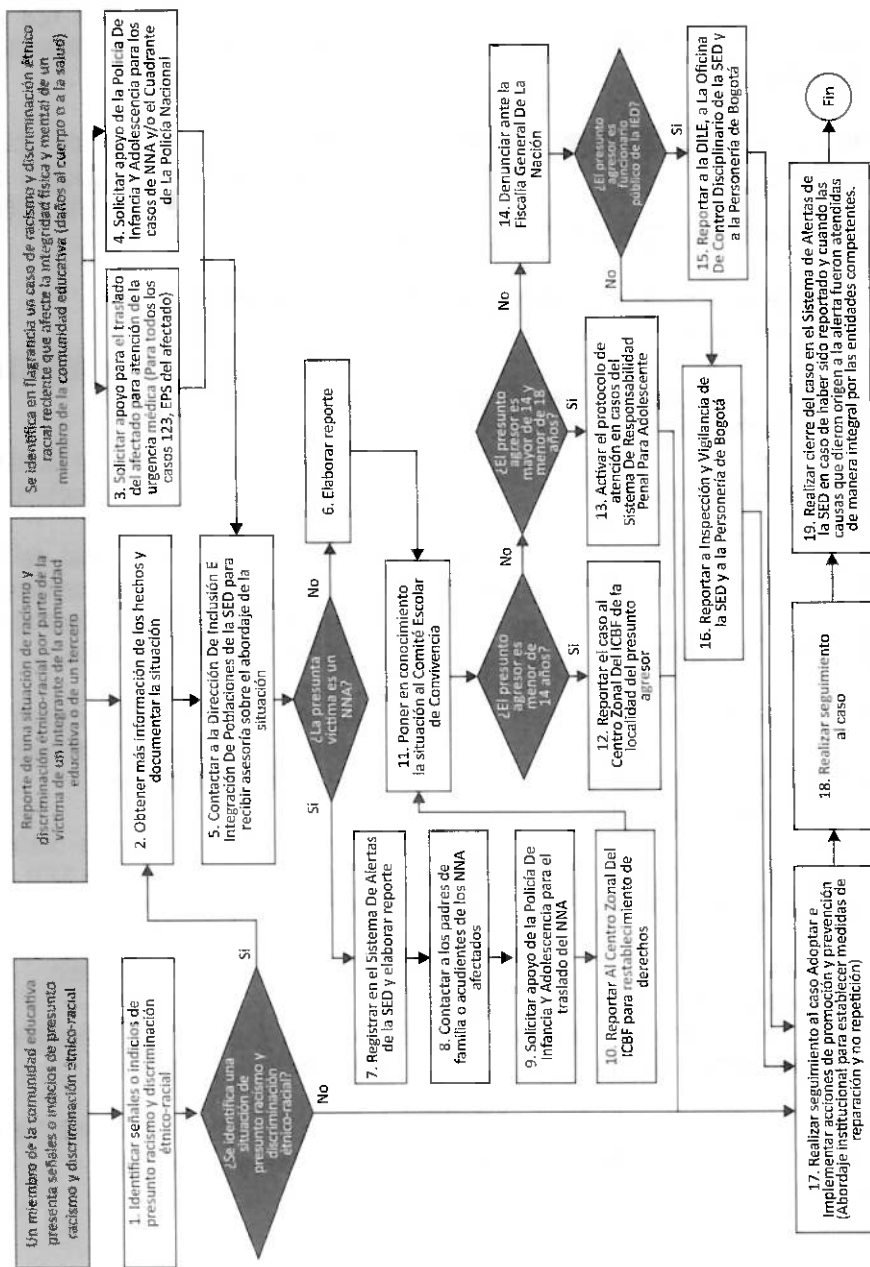 Un miembro de la comunidad educativa
presenta señales o indicios de presunto
racismo y discriminación étnico-racial
Reporte de una situación de racismo y
discriminación étnico-racial por parte de la
víctima de un integrante de la comunidad
educativa o de un tercero
Se identifica en flagrancia un caso de racismo y discriminación étnico
racial reciente que afecte la integridad física y mental de un
miembro de la comunidad educativa (daños al cuerpo o a la salud)
1. Identificar señales o indicios de
presunto racismo y discriminación
étnico-racial
2. Obtener más información de los hechos y
documentar la situación
3. Solicitar apoyo para el traslado
del afectado para atención de la
urgencia médica (Para todos los
casos 123, EPS del afectado)
4. Solicitar apoyo de la Policía De
Infancia Y Adolescencia para los
casos de NNA y/o el Cuadrante
de La Policía Nacional
¿Se identifica una
situación de
presunto racismo y
discriminación
étnico-racial?
Si
No
5. Contactar a la Dirección De Inclusión E
Integración De Poblaciones de la SED para
recibir asesoría sobre el abordaje de la
situación
¿La presunta
víctima es un
NNA?
Si
No
6. Elaborar reporte
7. Registrar en el Sistema De Alertas
de la SED y elaborar reporte
8. Contactar a los padres de
familia o acudientes de los NNA
afectados
9. Solicitar apoyo de la Policía De
Infancia Y Adolescencia para el
traslado del NNA
10. Reportar Al Centro Zonal Del
ICBF para restablecimiento de
derechos
11. Poner en conocimiento
la situación al Comité Escolar
de Convivencia
¿El presunto
agresor es
menor de
14 años?
No
Si
12. Reportar el caso al
Centro Zonal Del ICBF de la
localidad del presunto
agresor
¿El presunto
agresor es
mayor de 14 y
menor de 18
años?
No
Si
13. Activar el protocolo de
atención en casos del
Sistema De Responsabilidad
Penal Para Adolescente
14. Denunciar ante la
Fiscalía General De La
Nación
¿El presunto
agresor es
funcionario
público de la IED?
No
Si
15. Reportar a la DILE, a La Oficina
De Control Disciplinario de la SED y
a la Personería de Bogotá
16. Reportar a Inspección y Vigilancia de
la SED y a la Personería de Bogotá
17. Realizar seguimiento al caso Adoptar e
Implementar acciones de promoción y prevención
(Abordaje institucional para establecer medidas de
reparación y no repetición)
18. Realizar seguimiento
al caso
19. Realizar cierre del caso en el Sistema de Alertas de
la SED en caso de haber sido reportado y cuando las
causas que dieron origen a la alerta fueron atendidas
de manera integral por las entidades competentes.
Fin